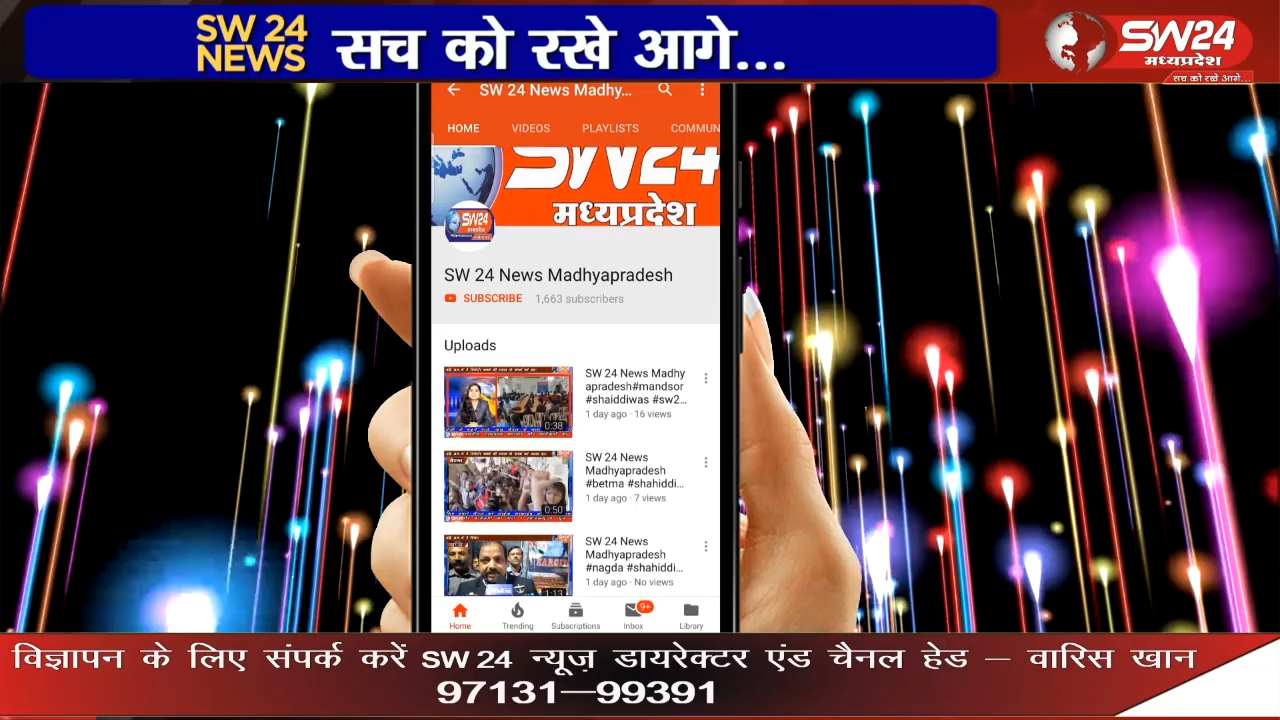 SW 24
NEWS
सच को रखे आगे...
SW24
मध्यप्रदेश
सच को रखे आगे...
SW 24 News Madhy...
HOME VIDEOS PLAYLISTS COMMUN
SW24
मध्यप्रदेश
SW24
SW 24 News Madhyapradesh
SUBSCRIBE 1,663 subscribers
Uploads
SW 24 News Madhy
apradesh#mandsor
#shaiddiwas #sw2...
1 day ago · 16 views
0:38
SW 24 News
Madhyapradesh
#betma #shahiddi...
1 day ago · 7 views
0:50
SW 24 News
Madhyapradesh
#nagda #shahiddi...
1 day ago · No views
1:13
9+
Home Trending Subscriptions Inbox Library
विज्ञापन के लिए संपर्क करें SW 24 न्यूज़ डायरेक्टर एंड चैनल हेड – वारिस खान
97131–99391